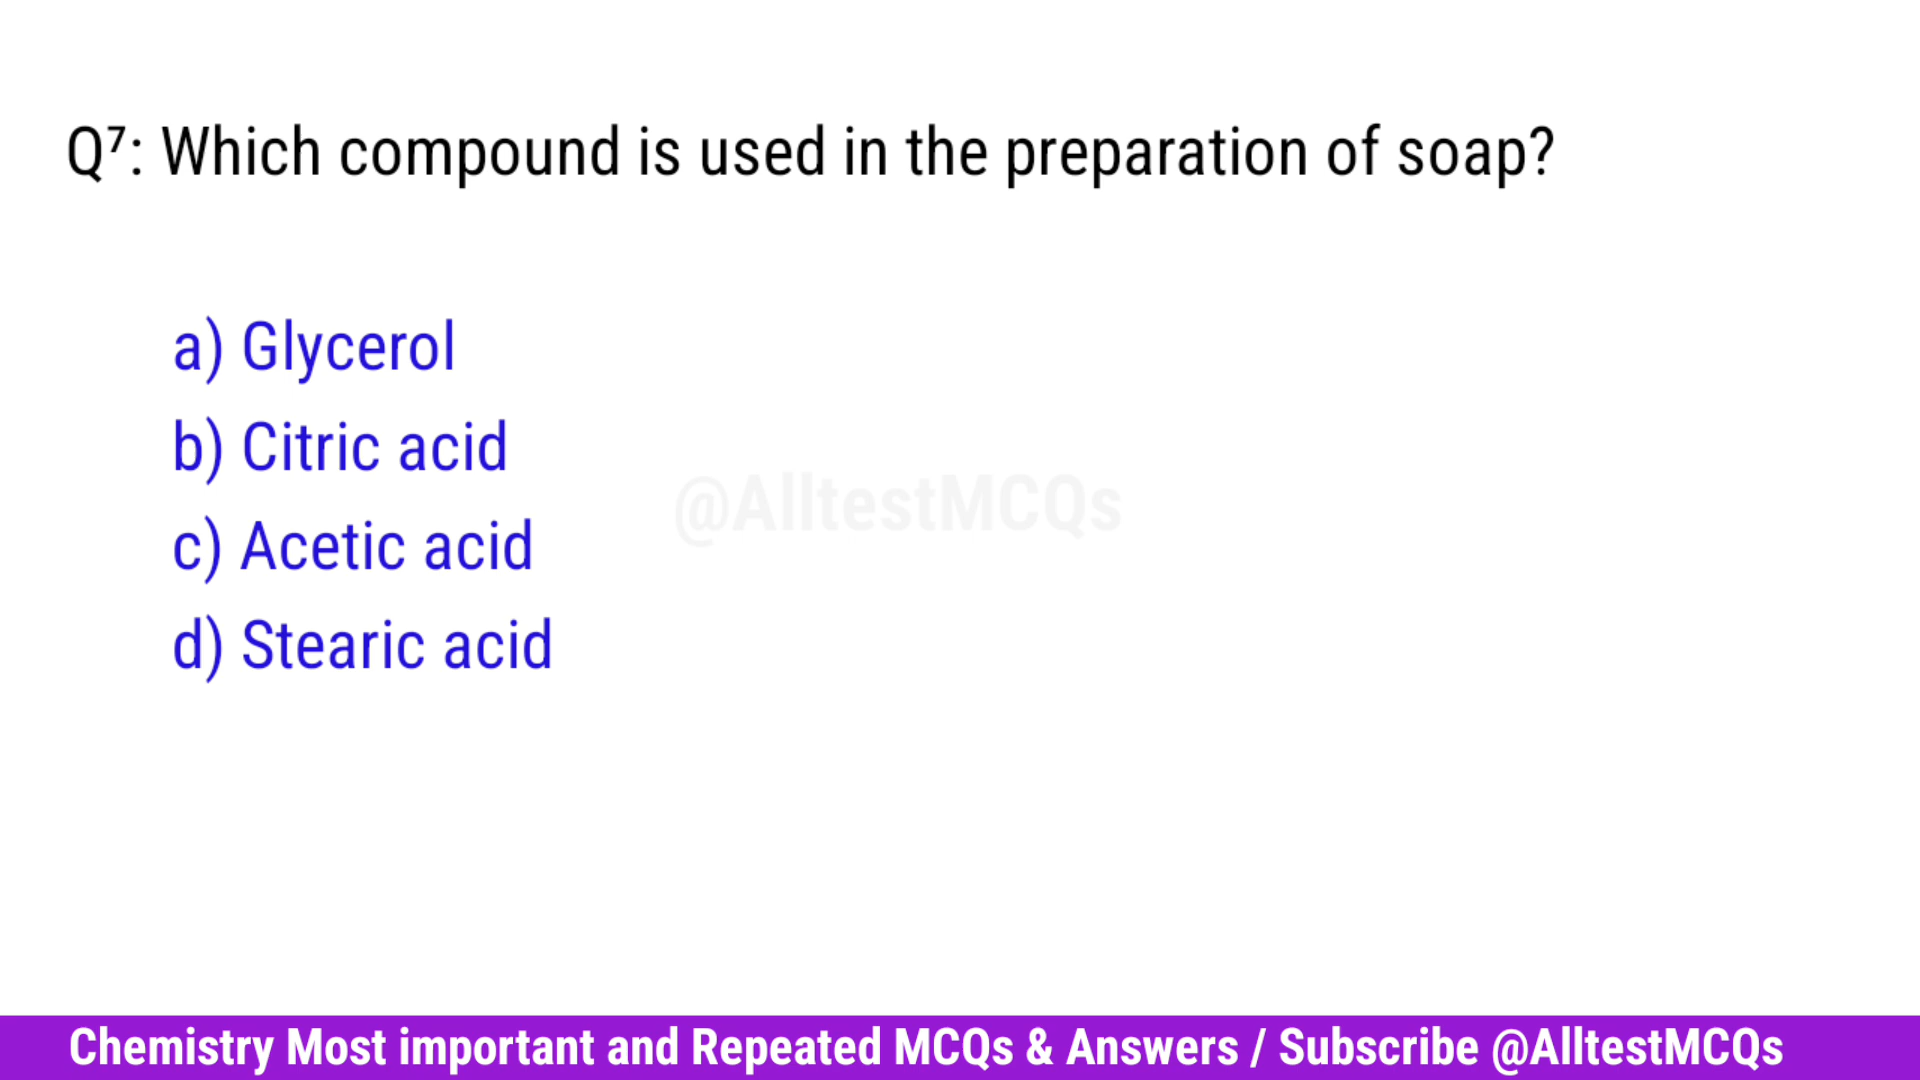 Q⁷: Which compound is used in the preparation of soap?
a) Glycerol
b) Citric acid
@AlltestMCQs
c) Acetic acid
d) Stearic acid
Chemistry Most important and Repeated MCQs & Answers / Subscribe @AlltestMCQs